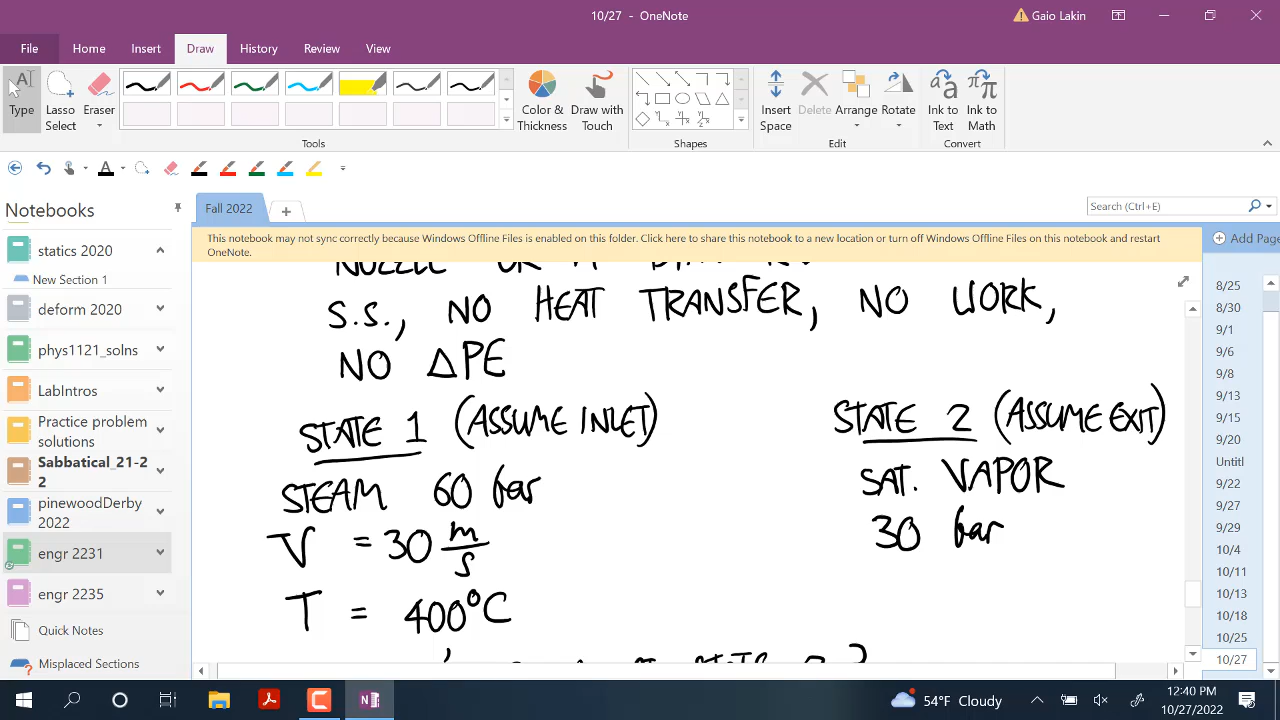 10/27 - OneNote
Gaio Lakin
File Home Insert Draw History Review View
Type
Lasso Select
Eraser
Color & Thickness
Draw with Touch
Insert Space
Delete
Arrange
Rotate
Ink to Text
Ink to Math
Tools
Shapes
Edit
Convert
Notebooks
Fall 2022
Search (Ctrl+E)
This notebook may not sync correctly because Windows Offline Files is enabled on this folder. Click here to share this notebook to a new location or turn off Windows Offline Files on this notebook and restart
OneNote.
Add Page
statics 2020
New Section 1
deform 2020
phys1121_solns
LabIntros
Practice problem
solutions
Sabbatical_21-2
2
pinewoodDerby
2022
engr 2231
engr 2235
Quick Notes
Misplaced Sections
NOZZLE OR A
S.S., NO HEAT TRANSFER, NO WORK,
NO ΔPE
STATE 1 (ASSUME INLET)
STEAM 60 bar
V = 30 m/s
T = 400°C
STATE 2 (ASSUME EXIT)
SAT. VAPOR
30 bar
8/25
8/30
9/1
9/6
9/8
9/13
9/15
9/20
Untitl
9/22
9/27
9/29
10/4
10/11
10/13
10/18
10/25
10/27
54°F Cloudy
12:40 PM
10/27/2022